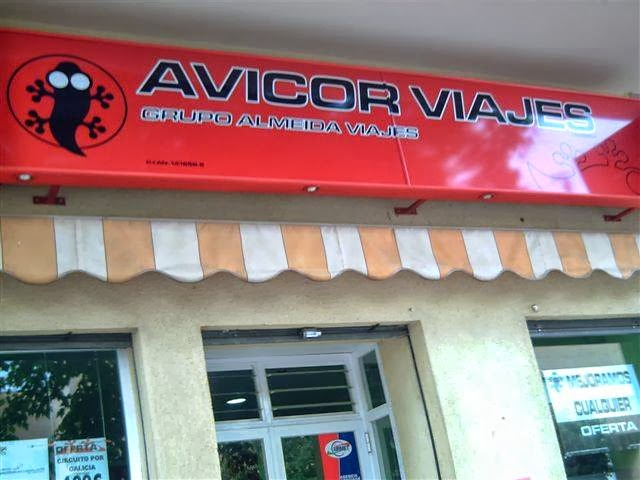 AVICOR VIAJES
GRUPO ALMEIDA VIAJES
OFERTA
CIRCUITO POR
GALICIA
MEJORAMOS
CUALQUIER
OFERTA